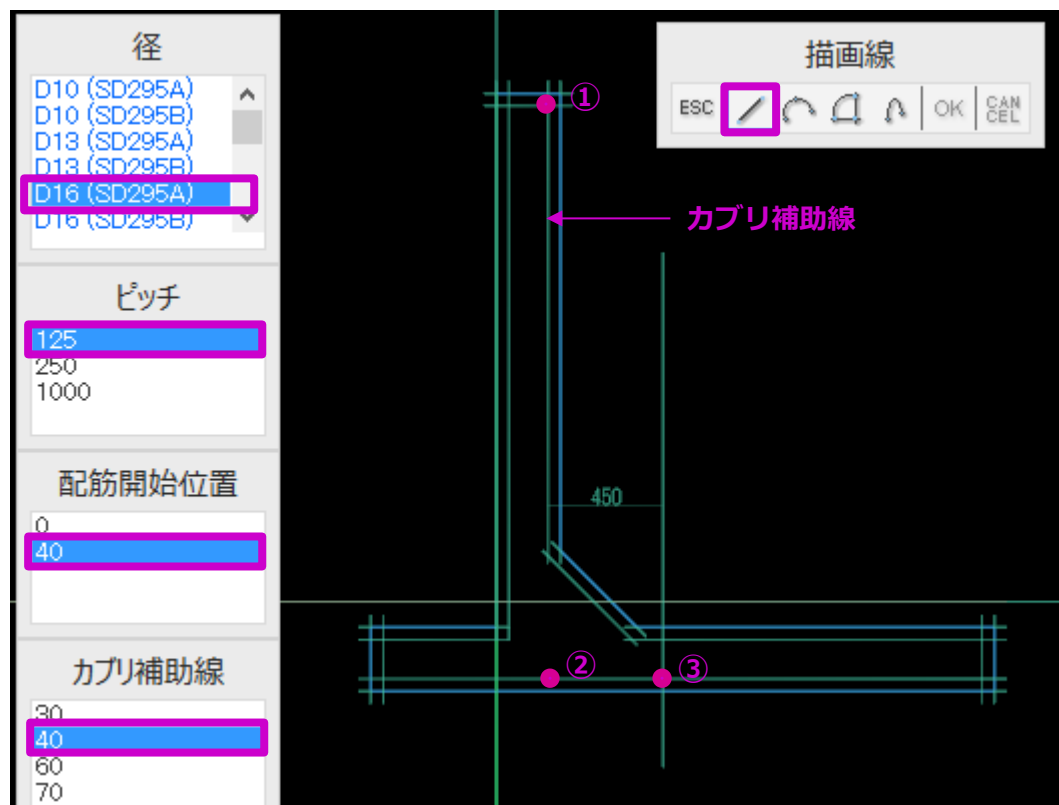 径
D10 (SD295A)
D10 (SD295B)
D13 (SD295A)
D13 (SD295B)
D16 (SD295A)
D16 (SD295B)
ピッチ
125
250
1000
配筋開始位置
0
40
カブリ補助線
30
40
60
70
描画線
ESC
OK
CAN
CEL
①
カブリ補助線
450
②
③